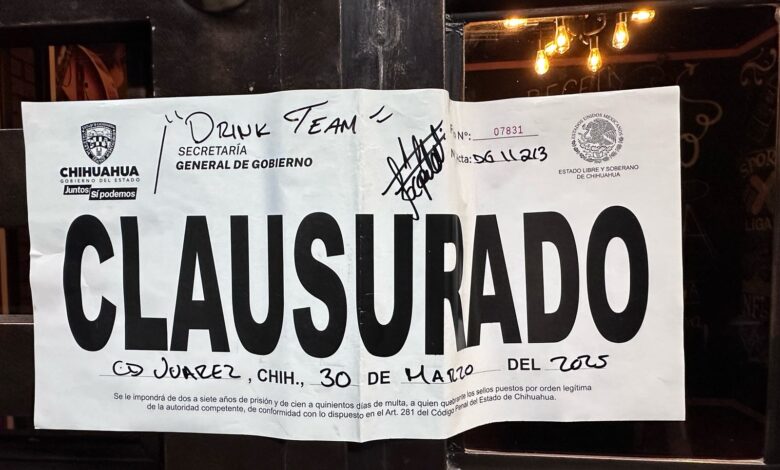 "DRINK TEAM"
SECRETARÍA
GENERAL DE GOBIERNO
CHIHUAHUA
GOBIERNO DEL ESTADO
Juntos Sí podemos
Nº: 07831
Acta: DG 11213
ESTADOS UNIDOS MEXICANOS
ESTADO LIBRE Y SOBERANO
DE CHIHUAHUA
CLAUSURADO
CD JUAREZ, CHIH., 30 DE MARZO DEL 2025
Se impondrá de dos a siete años de prisión y de cien a quinientos días de multa, a quien quebrante los sellos puestos por orden legítima
de la autoridad competente, de conformidad con lo dispuesto en el Art. 281 del Código Penal del Estado de Chihuahua.